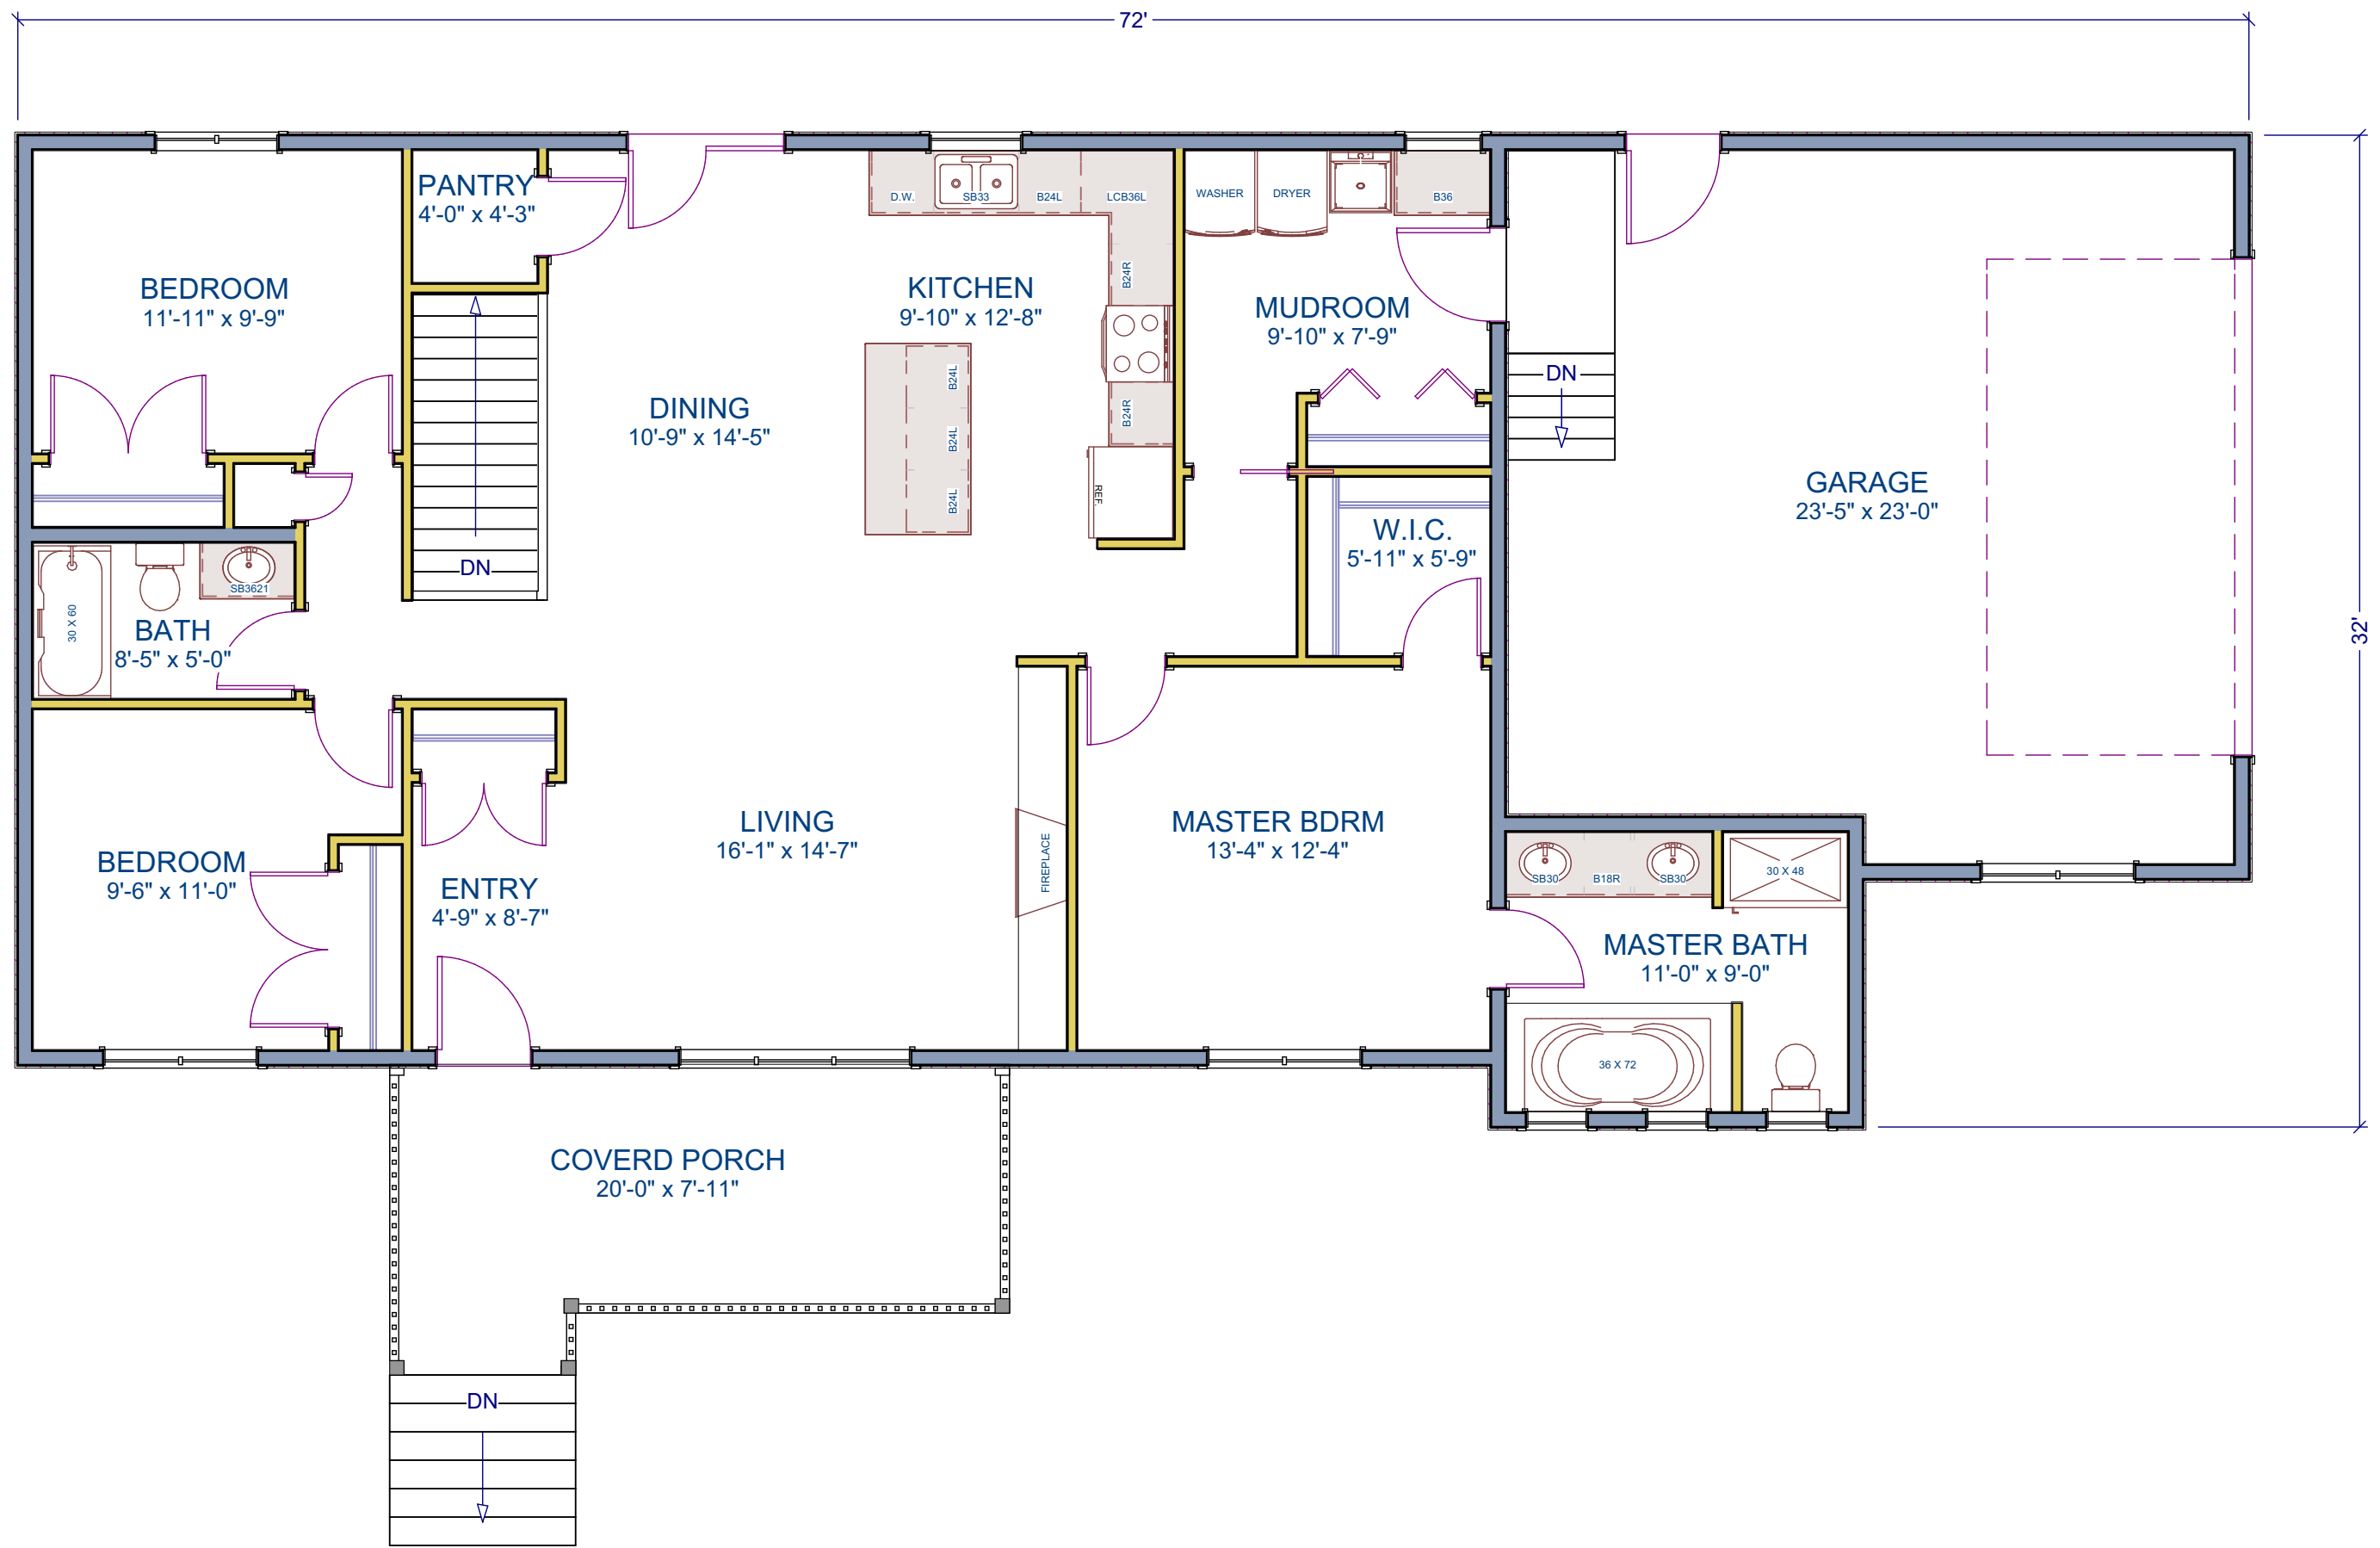 72'
PANTRY
4'-0" x 4'-3"
D.W.
SB33
B24L
LCB36L
WASHER
DRYER
B36
BEDROOM
11'-11" x 9'-9"
KITCHEN
9'-10" x 12'-8"
B24R
MUDROOM
9'-10" x 7'-9"
DINING
10'-9" x 14'-5"
B24L
B24L
B24L
B24R
REF.
DN
GARAGE
23'-5" x 23'-0"
W.I.C.
5'-11" x 5'-9"
DN
SB3621
30 X 60
BATH
8'-5" x 5'-0"
32'
LIVING
16'-1" x 14'-7"
FIREPLACE
MASTER BDRM
13'-4" x 12'-4"
BEDROOM
9'-6" x 11'-0"
ENTRY
4'-9" x 8'-7"
SB30
B18R
SB30
30 X 48
MASTER BATH
11'-0" x 9'-0"
36 X 72
COVERD PORCH
20'-0" x 7'-11"
DN